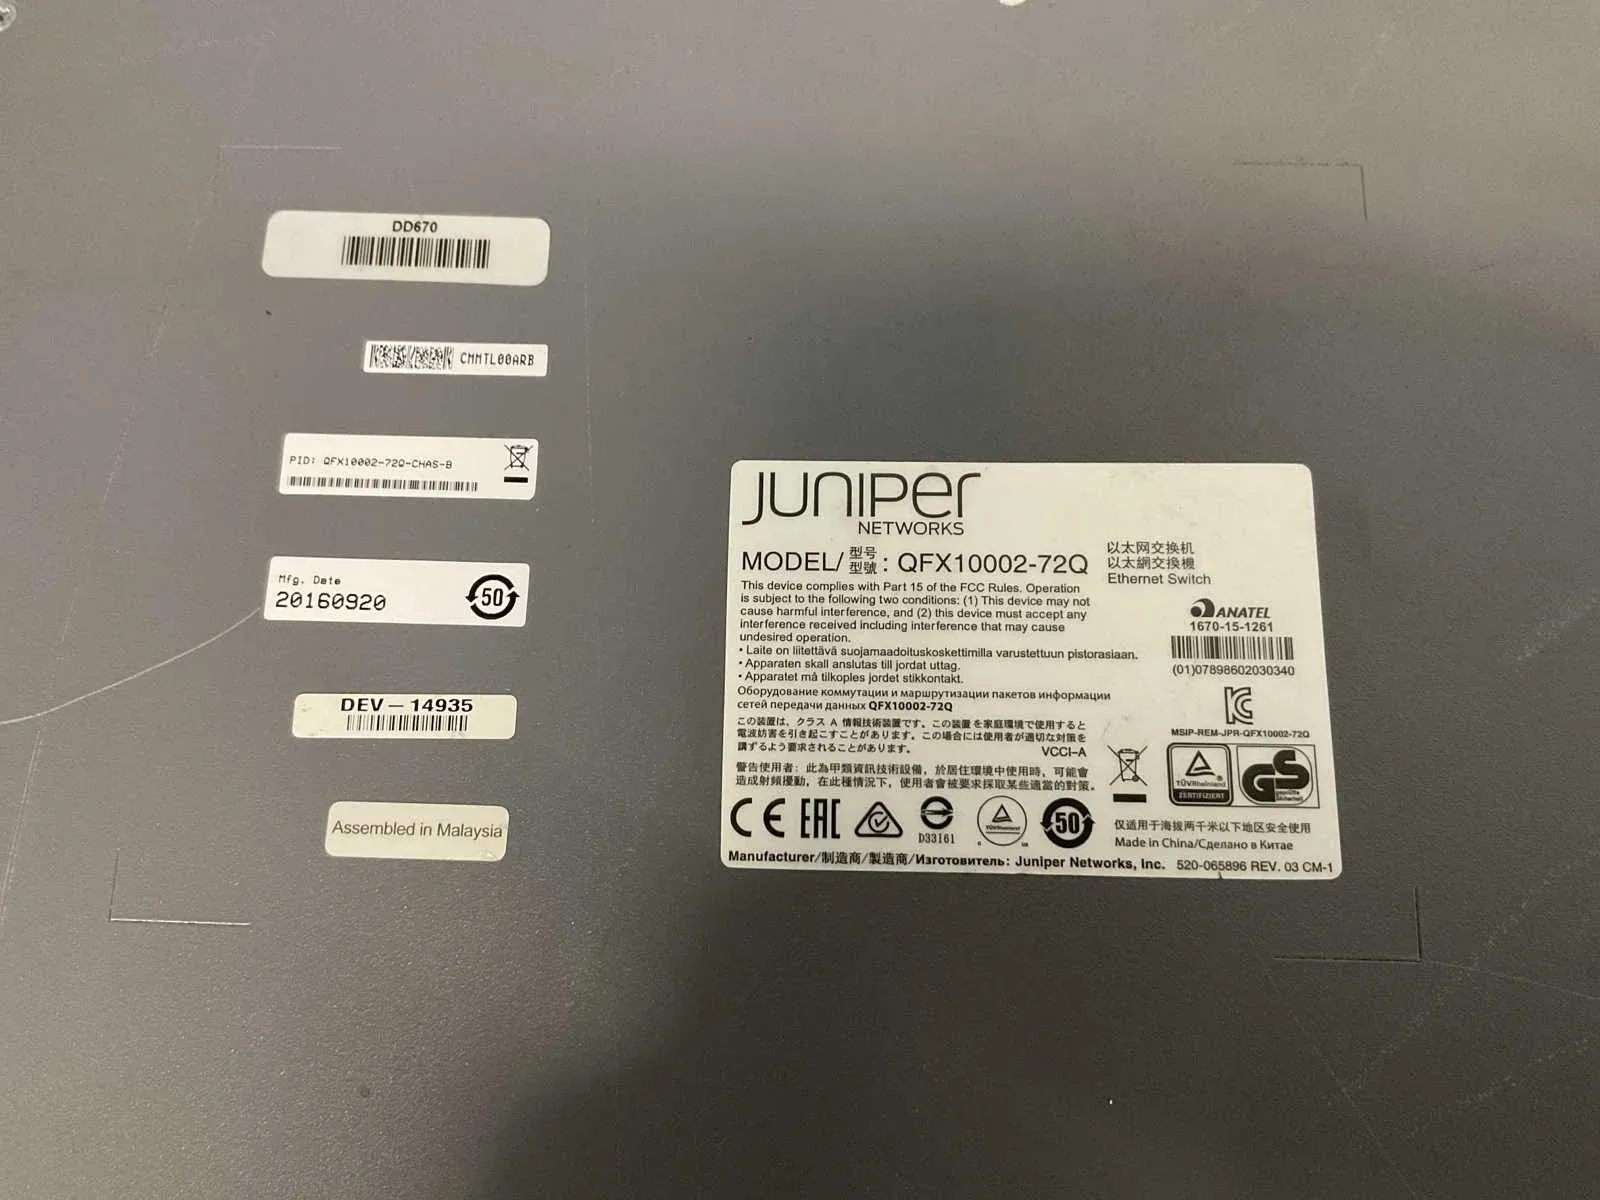 DD670
CMMTL00ARB
PID: QFX10002-72Q-CHAS-B
Mfg. Date
20160920
50
DEV-14935
Assembled in Malaysia
JUNIPER
NETWORKS
MODEL/型号型號: QFX10002-72Q
以太网交换机
以太網交換機
Ethernet Switch
This device complies with Part 15 of the FCC Rules. Operation
is subject to the following two conditions: (1) This device may not
cause harmful interference, and (2) this device must accept any
interference received including interference that may cause
undesired operation.
• Laite on liitettävä suojamaadoituskoskettimilla varustettuun pistorasiaan.
• Apparaten skall anslutas till jordat uttag.
• Apparatet må tilkoples jordet stikkontakt.
Оборудование коммутации и маршрутизации пакетов информации
сетей передачи данных QFX10002-72Q
この装置は、クラス A 情報技術装置です。この装置を家庭環境で使用すると
電波妨害を引き起こすことがあります。この場合には使用者が適切な対策を
講ずるよう要求されることがあります。
VCCI-A
警告使用者: 此為甲類資訊技術設備，於居住環境中使用時，可能會
造成射頻擾動，在此種情況下，使用者會被要求採取某些適當的對策。
ANATEL
1670-15-1261
(01)07898602030340
MSIP-REM-JPR-QFX10002-72Q
TÜVRheinland
ZERTIFIZIERT
GS
geprüfte
Sicherheit
CE EAC
D33161
TÜVRheinland
C US
50
仅适用于海拔两千米以下地区安全使用
Made in China/Сделано в Китае
Manufacturer/制造商/製造商/Изготовитель: Juniper Networks, Inc.
520-065896 REV. 03 CM-1